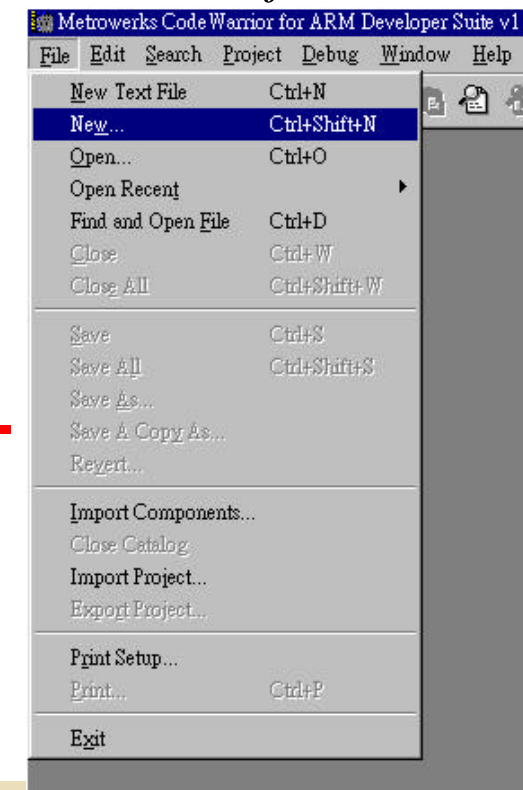 Metrowerks CodeWarrior for ARM Developer Suite v1
File Edit Search Project Debug Window Help
New Text File Ctrl+N
New... Ctrl+Shift+N
Open... Ctrl+O
Open Recent
Find and Open File Ctrl+D
Close Ctrl+W
Close All Ctrl+Shift+W
Save Ctrl+S
Save All Ctrl+Shift+S
Save As...
Save A Copy As...
Revert...
Import Components...
Close Catalog
Import Project...
Export Project...
Print Setup...
Print... Ctrl+P
Exit